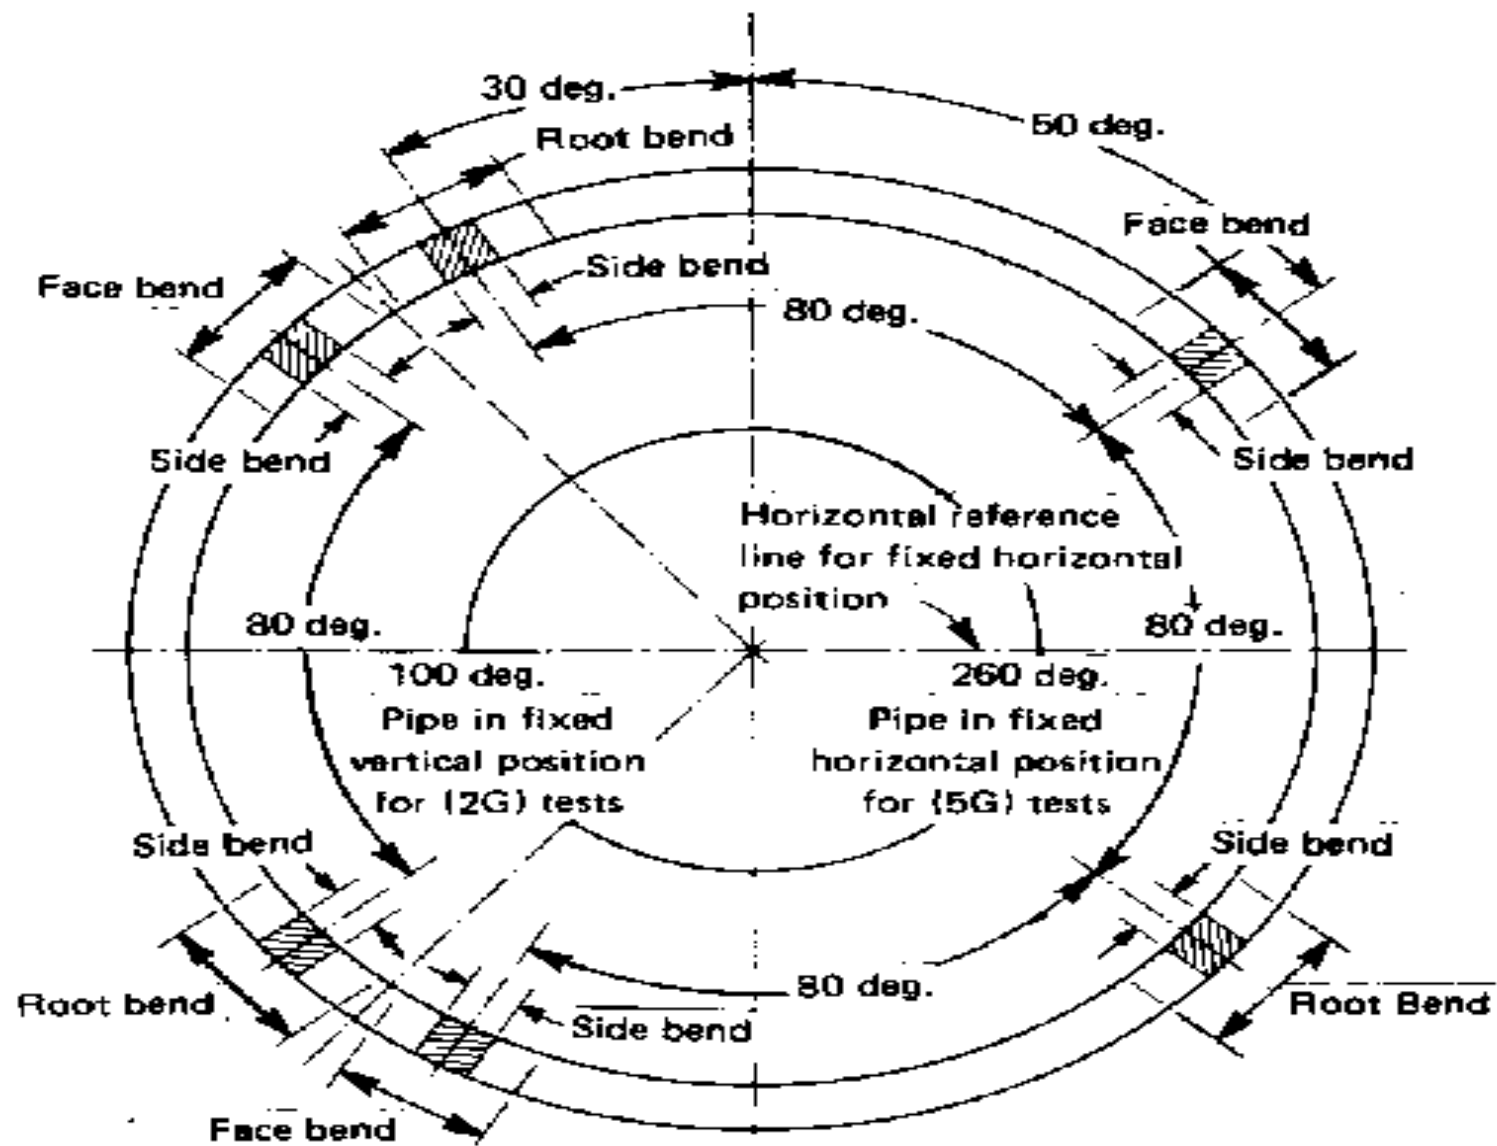 30 deg.
50 deg.
Root bend
Face bend
Side bend
Face bend
80 deg.
Side bend
Side bend
Horizontal reference
line for fixed horizontal
position
80 deg.
80 deg.
100 deg.
260 deg.
Pipe in fixed
vertical position
for (2G) tests
Pipe in fixed
horizontal position
for (5G) tests
Side bend
Side bend
80 deg.
Root bend
Root Bend
Side bend
Face bend